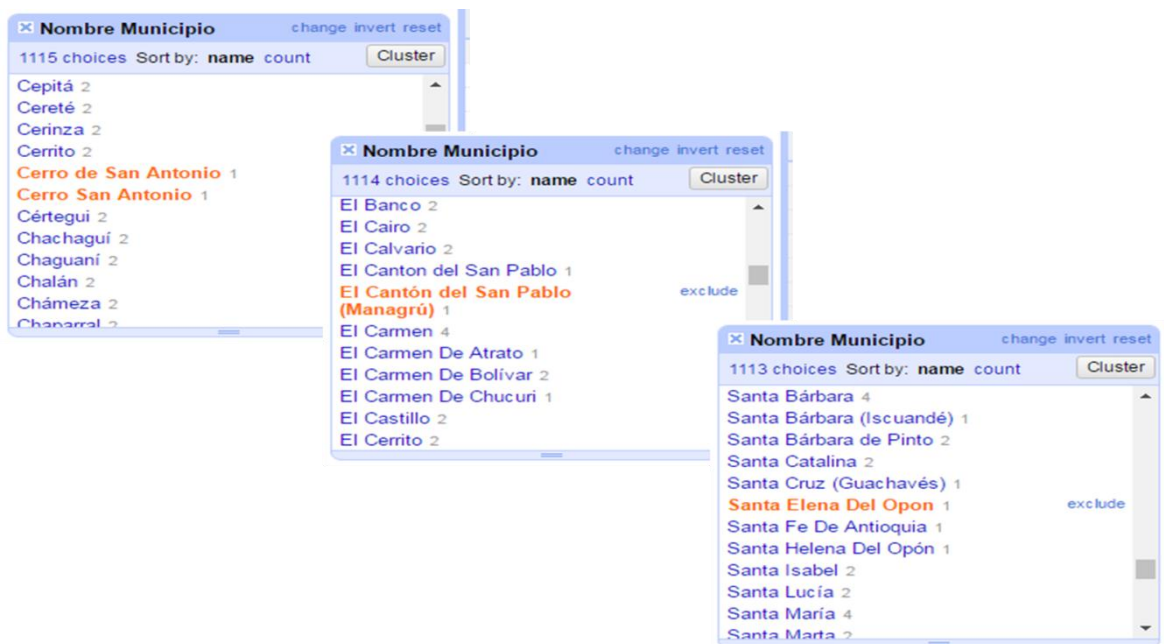 Nombre Municipio change invert reset
1115 choices Sort by: name count Cluster
Cepitá 2
Cereté 2
Cerinza 2
Cerrito 2
Cerro de San Antonio 1
Cerro San Antonio 1
Cértegui 2
Chachaguí 2
Chaguaní 2
Chalán 2
Chámeza 2
Chaparral 2
Nombre Municipio change invert reset
1114 choices Sort by: name count Cluster
El Banco 2
El Cairo 2
El Calvario 2
El Canton del San Pablo 1
El Cantón del San Pablo exclude
(Managrú) 1
El Carmen 4
El Carmen De Atrato 1
El Carmen De Bolívar 2
El Carmen De Chucuri 1
El Castillo 2
El Cerrito 2
Nombre Municipio change invert reset
1113 choices Sort by: name count Cluster
Santa Bárbara 4
Santa Bárbara (Iscuandé) 1
Santa Bárbara de Pinto 2
Santa Catalina 2
Santa Cruz (Guachavés) 1
Santa Elena Del Opon 1 exclude
Santa Fe De Antioquia 1
Santa Helena Del Opón 1
Santa Isabel 2
Santa Lucía 2
Santa María 4
Santa Marta 2